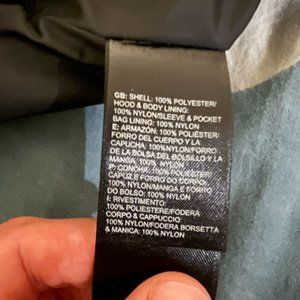 GB: SHELL: 100% POLYESTER/
HOOD & BODY LINING:
100% NYLON/SLEEVE & POCKET
BAG LINING: 100% NYLON
E: ARMAZÓN: 100% POLIÉSTER/
FORRO DEL CUERPO Y LA
CAPUCHA: 100%NYLON/FORRO
DE LA BOLSA DEL BOLSILLO Y LA
MANGA: 100% NYLON
P: CONCHA: 100% POLIÉSTER/
CAPUZ E FORRO DO CORPO:
100% NYLON/MANGA E FORRO
DO BOLSO: 100% NYLON
I: RIVESTIMENTO:
100% POLIESTERE/FODERA
CORPO & CAPPUCCIO
100% NYLON/FODERA BORSETTA
& MANICA: 100% NYLON